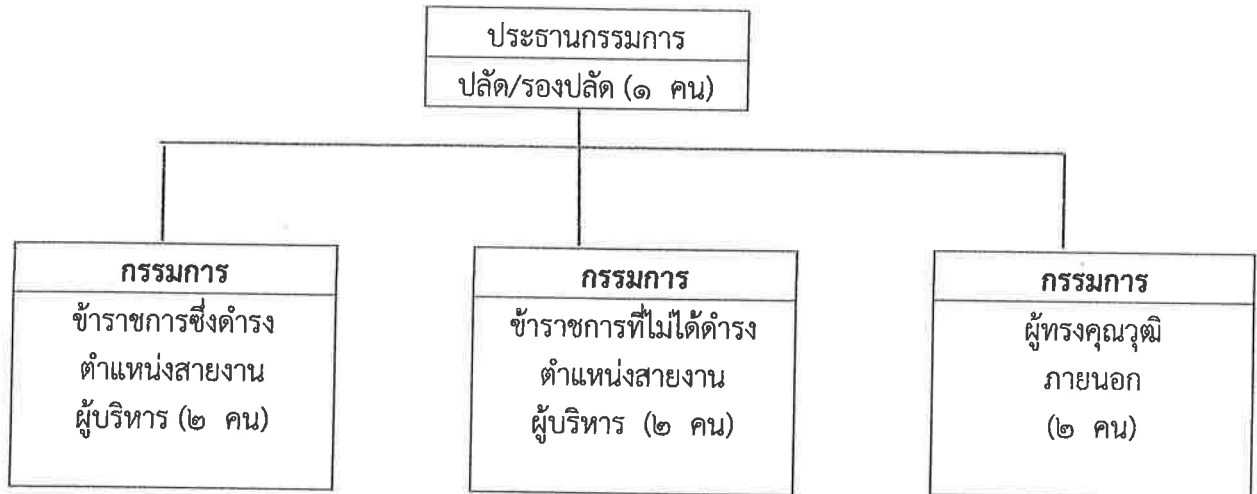 ประธานกรรมการ
ปลัด/รองปลัด (๑ คน)
กรรมการ
ข้าราชการซึ่งดำรง
ตำแหน่งสายงาน
ผู้บริหาร (๒ คน)
กรรมการ
ข้าราชการที่ไม่ได้ดำรง
ตำแหน่งสายงาน
ผู้บริหาร (๒ คน)
กรรมการ
ผู้ทรงคุณวุฒิ
ภายนอก
(๒ คน)